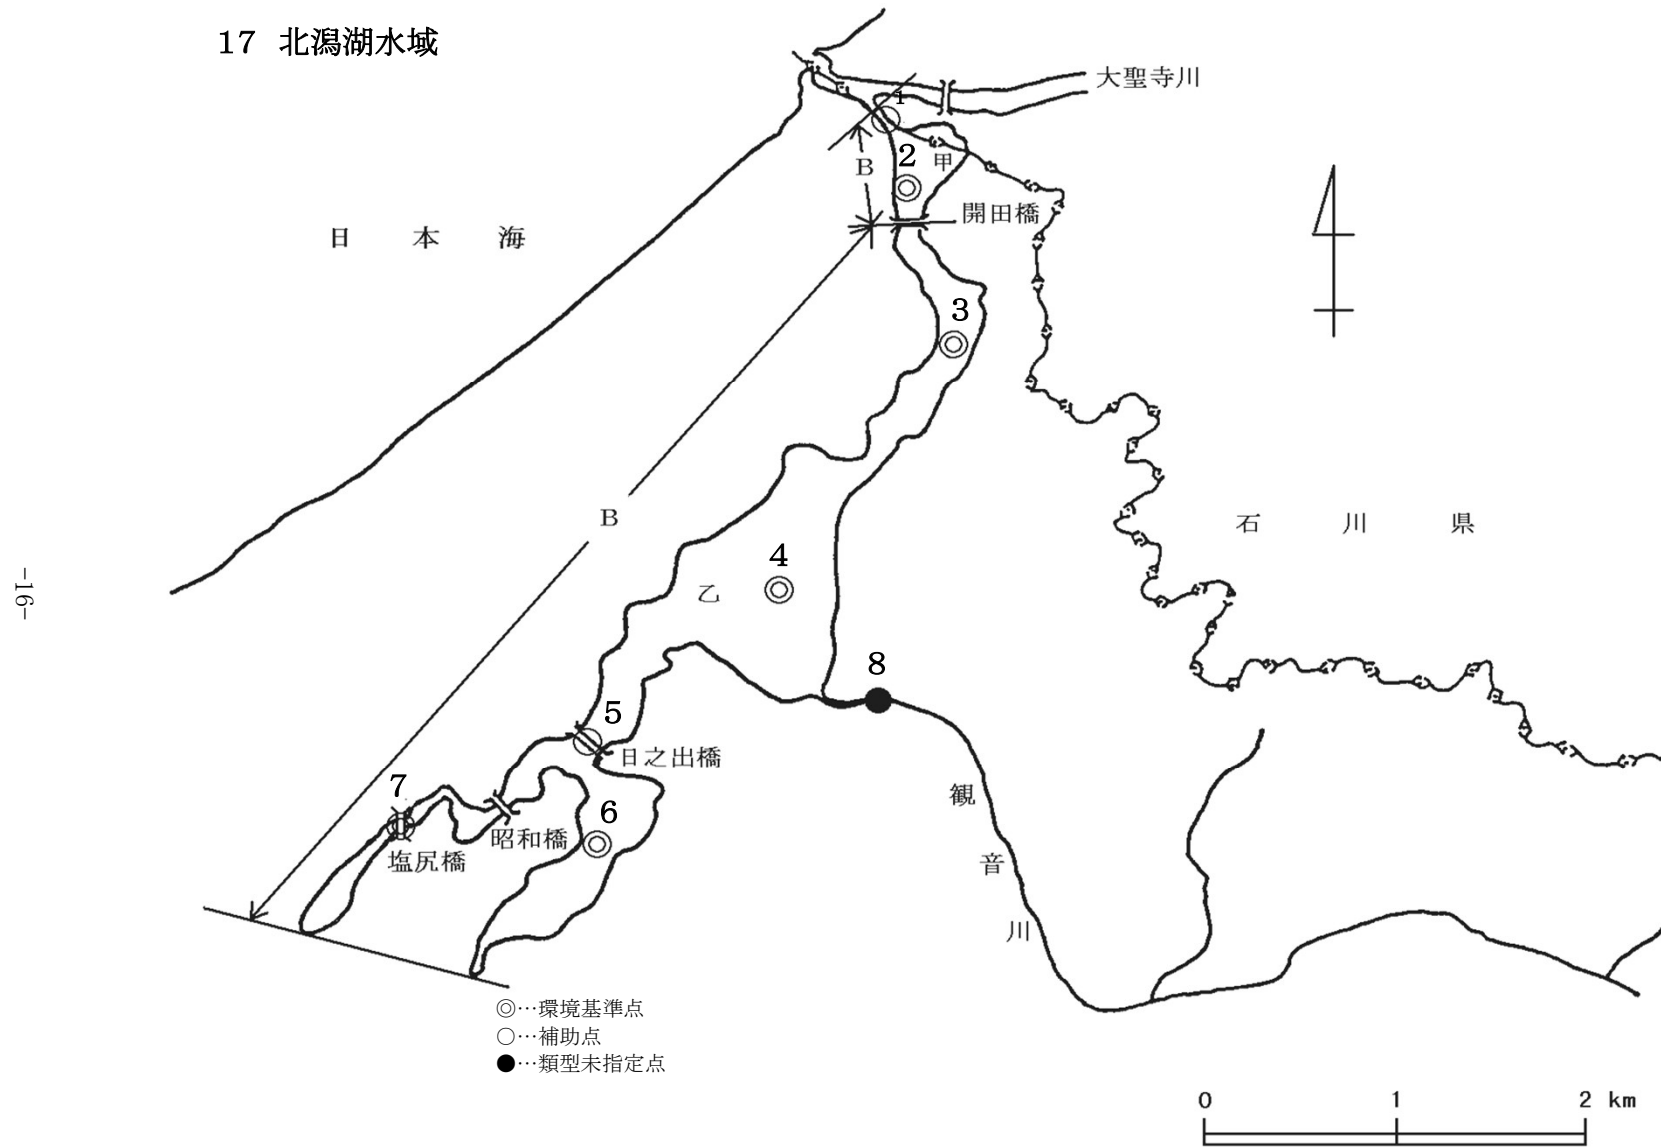 17 北潟湖水域
大聖寺川
1
2
甲
B
開田橋
日本海
3
B
石川県
4
乙
8
5
日之出橋
7
6
昭和橋
塩尻橋
観音川
◎…環境基準点
○…補助点
●…類型未指定点
0 1 2 km
-16-